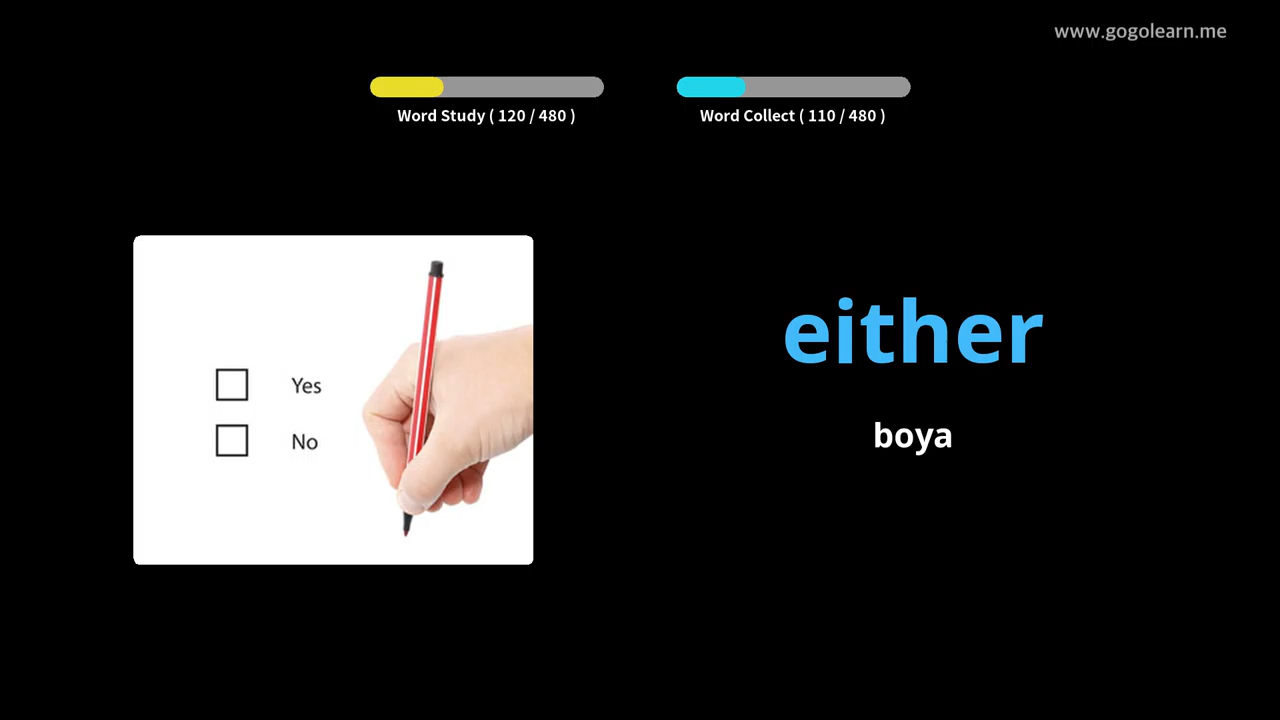 www.gogolearn.me
Word Study ( 120 / 480 )
Word Collect ( 110 / 480 )
Yes
No
either
boya